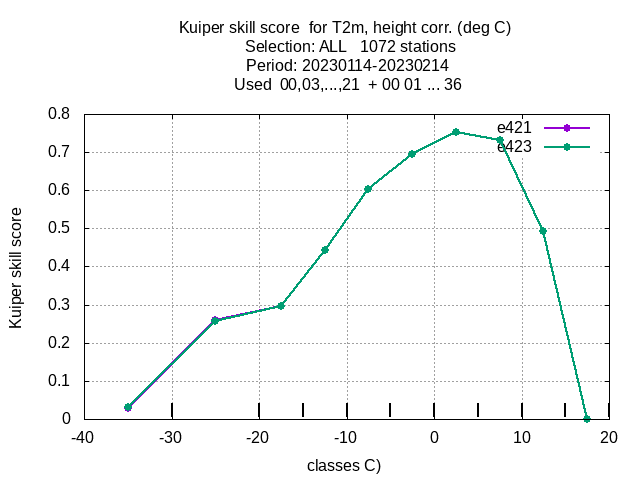 Kuiper skill score  for T2m, height corr. (deg C)
Selection: ALL   1072 stations
Period: 20230114-20230214
Used  00,03,...,21  + 00 01 ... 36
0.8
0.7
0.6
0.5
0.4
0.3
0.2
0.1
0
Kuiper skill score
e421
e423
-40 -30 -20 -10 0 10 20
classes C)